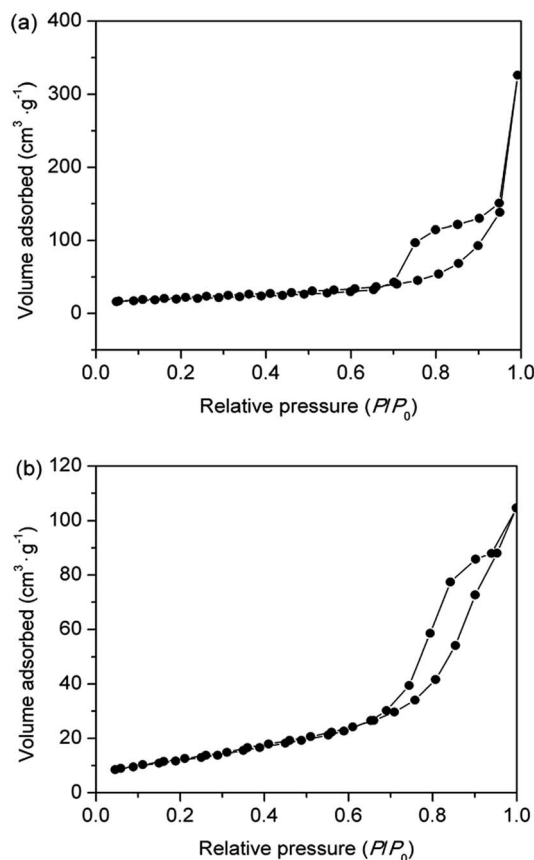 (a)
400
300
200
100
0
Volume adsorbed (cm³·g⁻¹)
0.0 0.2 0.4 0.6 0.8 1.0
Relative pressure (P/P₀)
(b)
120
100
80
60
40
20
0
Volume adsorbed (cm³·g⁻¹)
0.0 0.2 0.4 0.6 0.8 1.0
Relative pressure (P/P₀)